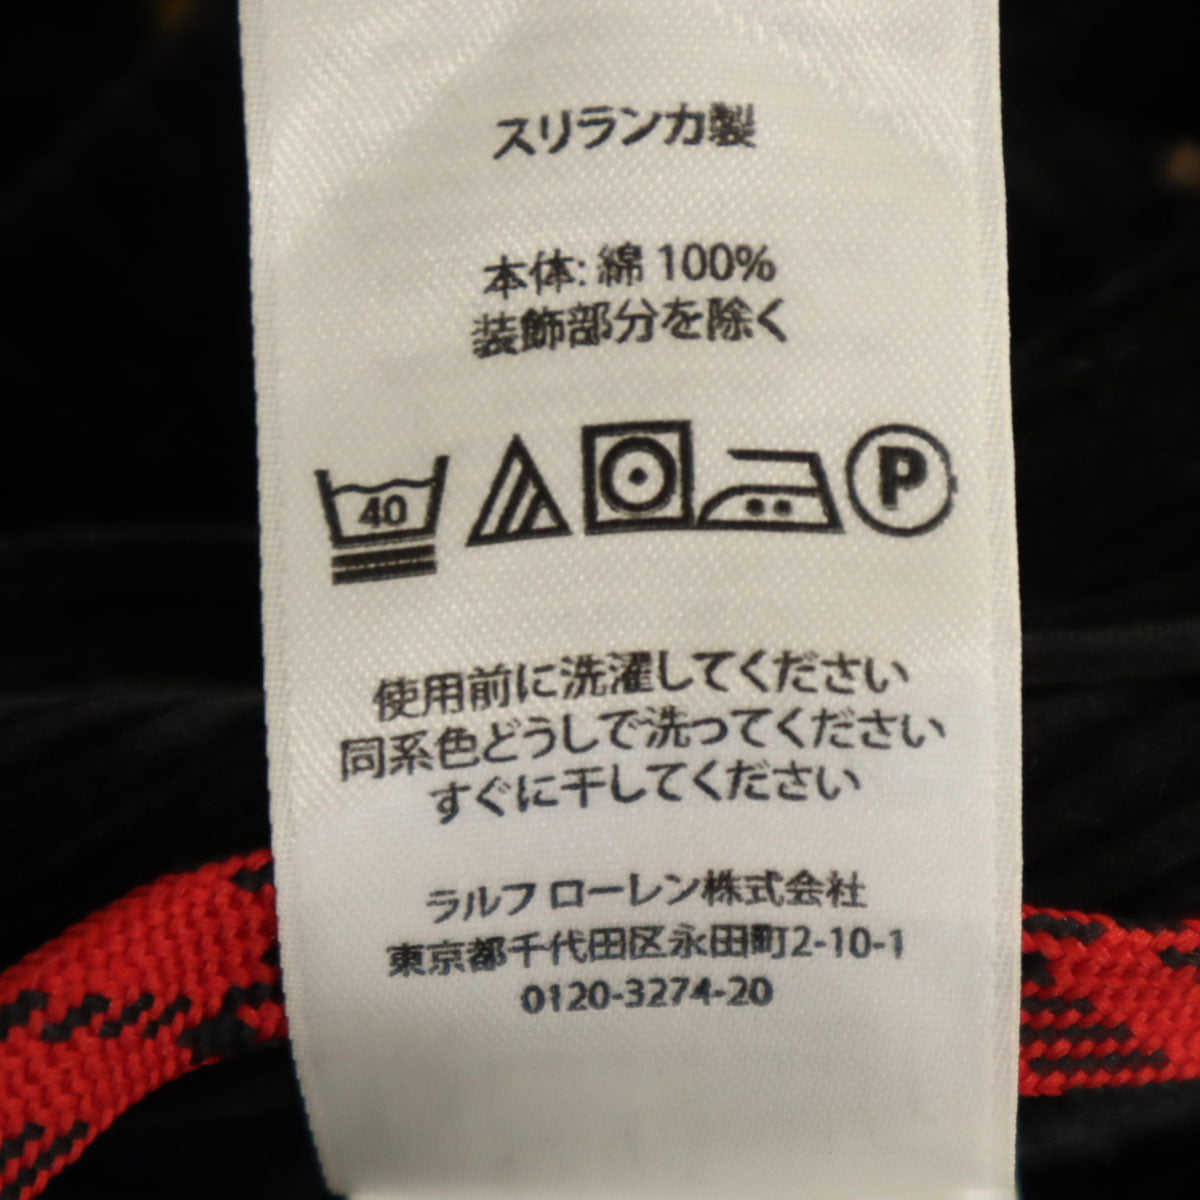 スリランカ製
本体: 綿 100%
装飾部分を除く
40 P
使用前に洗濯してください
同系色どうしで洗ってください
すぐに干してください
ラルフ ローレン株式会社
東京都千代田区永田町2-10-1
0120-3274-20